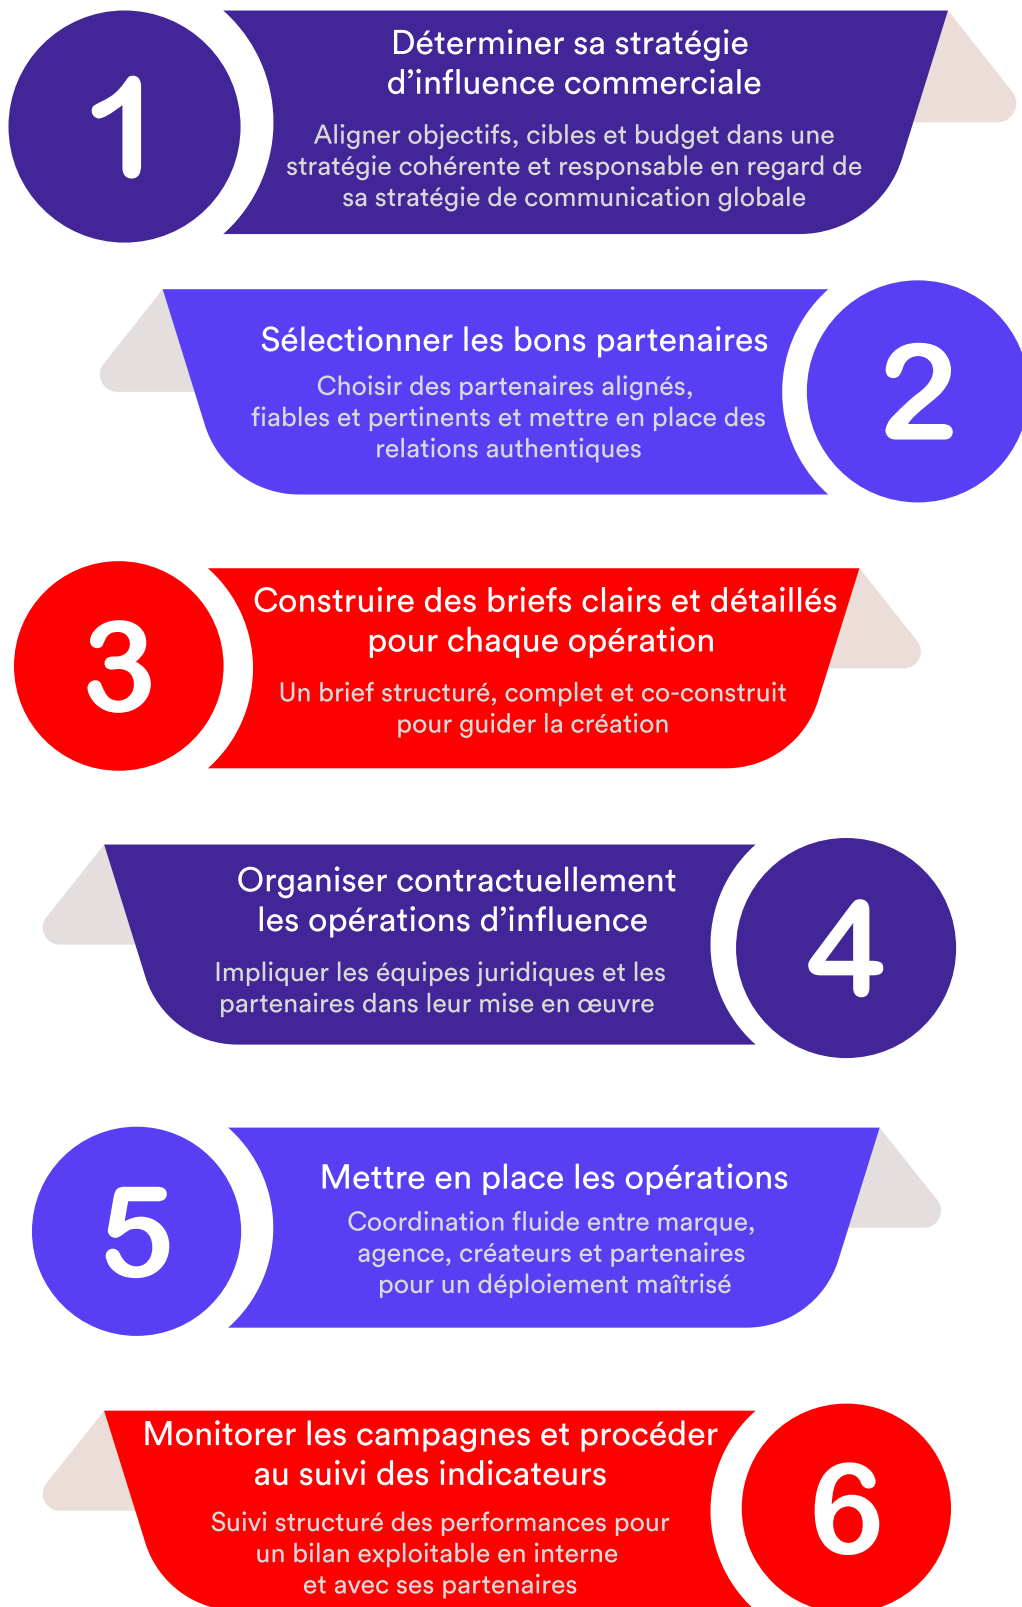 1
Déterminer sa stratégie
d’influence commerciale
Aligner objectifs, cibles et budget dans une
stratégie cohérente et responsable en regard de
sa stratégie de communication globale
Sélectionner les bons partenaires
Choisir des partenaires alignés,
fiables et pertinents et mettre en place des
relations authentiques
2
3
Construire des briefs clairs et détaillés
pour chaque opération
Un brief structuré, complet et co-construit
pour guider la création
Organiser contractuellement
les opérations d’influence
Impliquer les équipes juridiques et les
partenaires dans leur mise en œuvre
4
5
Mettre en place les opérations
Coordination fluide entre marque,
agence, créateurs et partenaires
pour un déploiement maîtrisé
Monitorer les campagnes et procéder
au suivi des indicateurs
Suivi structuré des performances pour
un bilan exploitable en interne
et avec ses partenaires
6